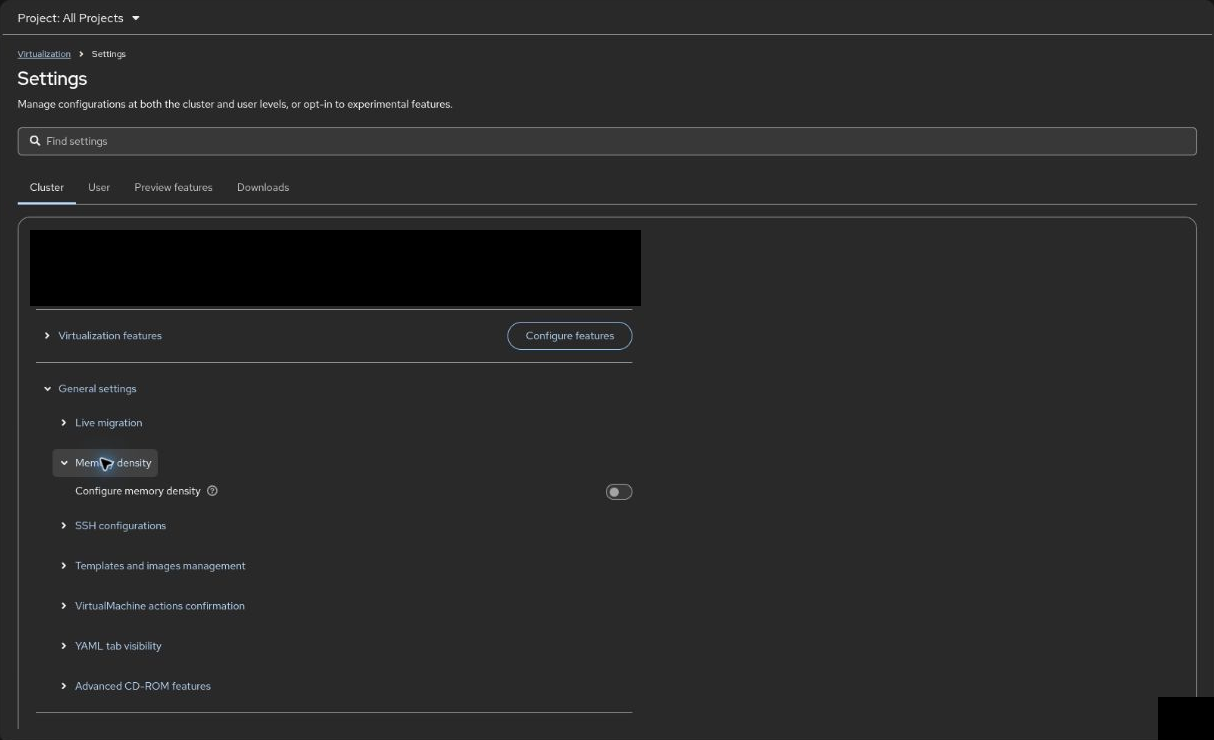 Project: All Projects
Virtualization > Settings
Settings
Manage configurations at both the cluster and user levels, or opt-in to experimental features.
Find settings
Cluster User Preview features Downloads
Virtualization features Configure features
General settings
Live migration
density
Configure memory density
SSH configurations
Templates and images management
VirtualMachine actions confirmation
YAML tab visibility
Advanced CD-ROM features